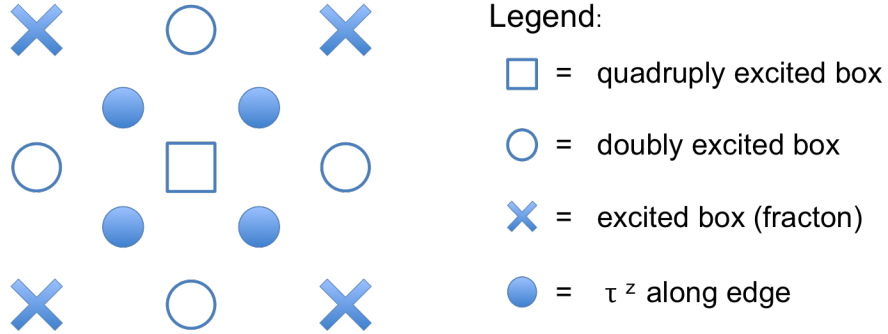 Legend:
= quadruply excited box
= doubly excited box
= excited box (fracton)
= τ ᶻ along edge